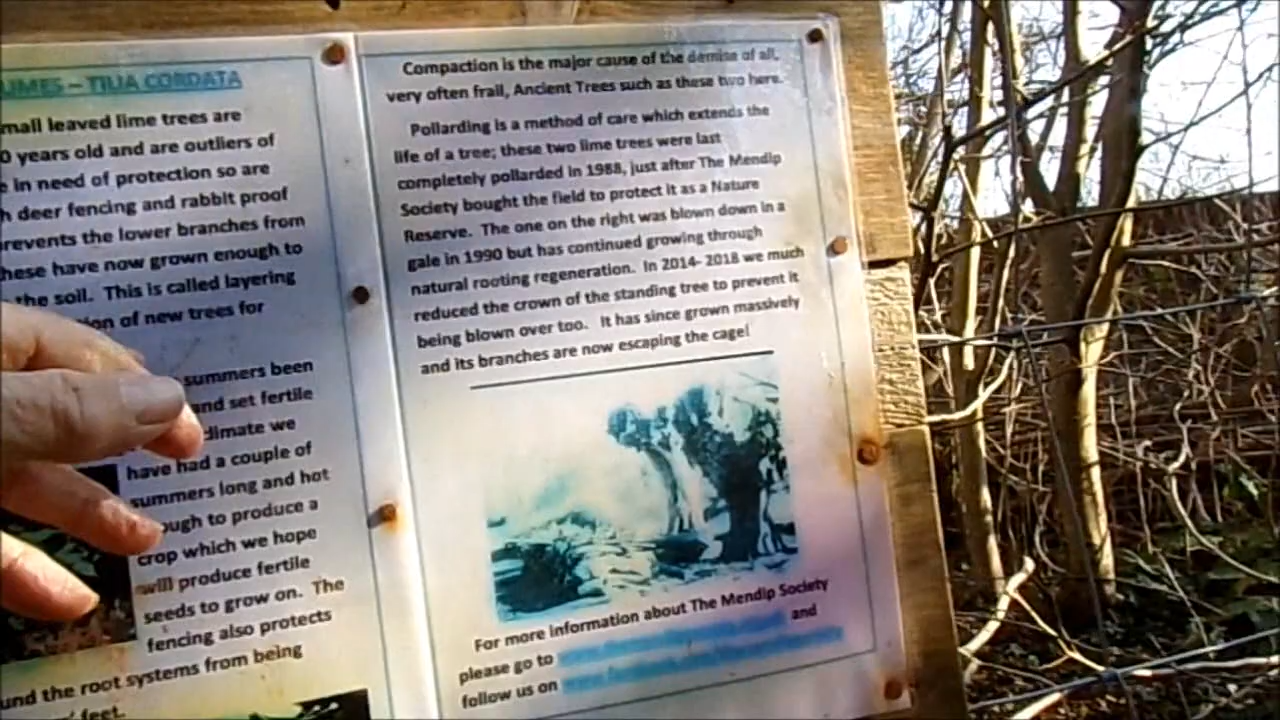 LIMES – TILIA CORDATA
mall leaved lime trees are
0 years old and are outliers of
e in need of protection so are
h deer fencing and rabbit proof
revents the lower branches from
hese have now grown enough to
the soil. This is called layering
ion of new trees for
summers been
and set fertile
climate we
have had a couple of
summers long and hot
ough to produce a
crop which we hope
will produce fertile
seeds to grow on. The
fencing also protects
und the root systems from being
feet.
Compaction is the major cause of the demise of all,
very often frail, Ancient Trees such as these two here.
Pollarding is a method of care which extends the
life of a tree; these two lime trees were last
completely pollarded in 1988, just after The Mendip
Society bought the field to protect it as a Nature
Reserve. The one on the right was blown down in a
gale in 1990 but has continued growing through
natural rooting regeneration. In 2014- 2018 we much
reduced the crown of the standing tree to prevent it
being blown over too. It has since grown massively
and its branches are now escaping the cage!
For more information about The Mendip Society
please go to and
follow us on